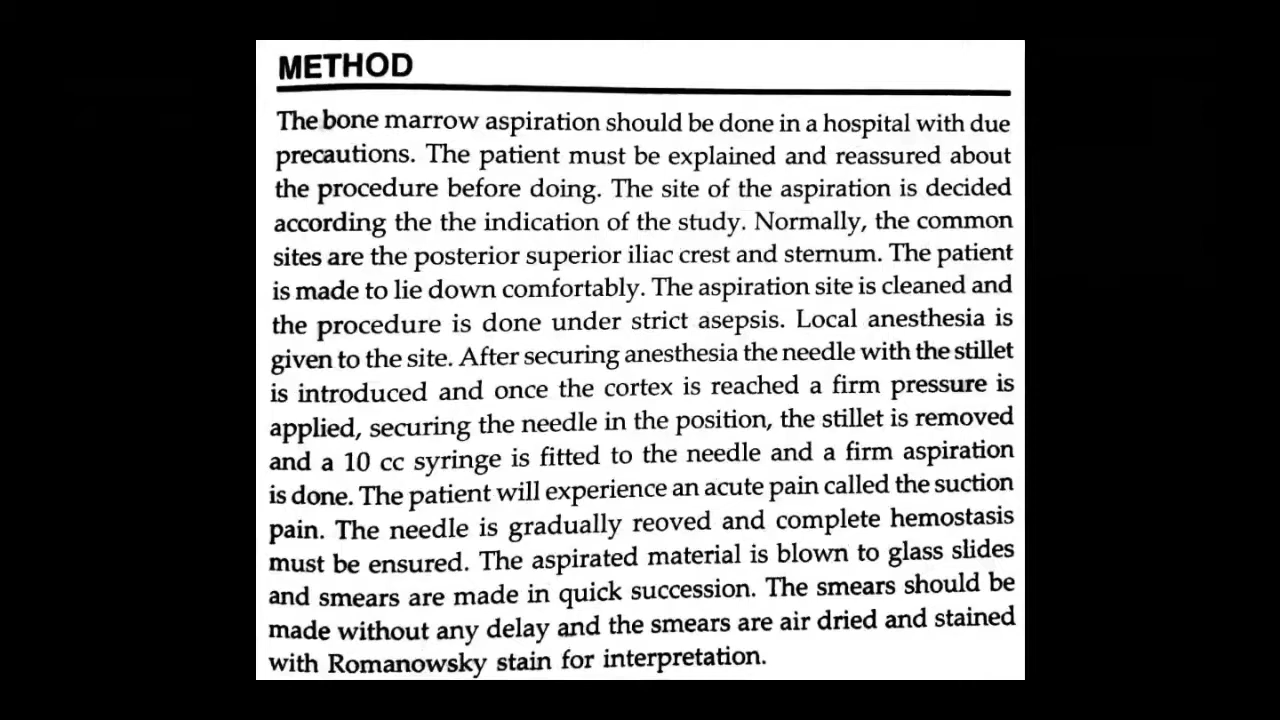 METHOD
The bone marrow aspiration should be done in a hospital with due
precautions. The patient must be explained and reassured about
the procedure before doing. The site of the aspiration is decided
according the the indication of the study. Normally, the common
sites are the posterior superior iliac crest and sternum. The patient
is made to lie down comfortably. The aspiration site is cleaned and
the procedure is done under strict asepsis. Local anesthesia is
given to the site. After securing anesthesia the needle with the stillet
is introduced and once the cortex is reached a firm pressure is
applied, securing the needle in the position, the stillet is removed
and a 10 cc syringe is fitted to the needle and a firm aspiration
is done. The patient will experience an acute pain called the suction
pain. The needle is gradually reoved and complete hemostasis
must be ensured. The aspirated material is blown to glass slides
and smears are made in quick succession. The smears should be
made without any delay and the smears are air dried and stained
with Romanowsky stain for interpretation.